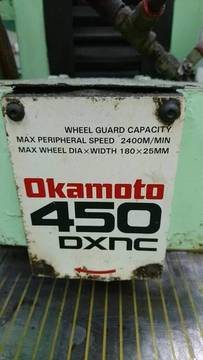 WHEEL GUARD CAPACITY
MAX PERIPHERAL SPEED 2400M/MIN
MAX WHEEL DIA×WIDTH 180×25MM
Okamoto
450
DXNC